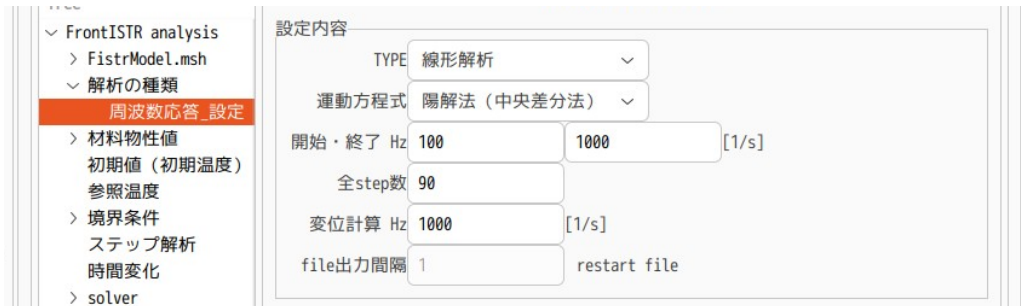 FrontISTR analysis
FistrModel.msh
解析の種類
周波数応答_設定
材料物性値
初期値（初期温度）
参照温度
境界条件
ステップ解析
時間変化
solver
設定内容
TYPE 線形解析
運動方程式 陽解法（中央差分法）
開始・終了 Hz 100 1000 [1/s]
全step数 90
変位計算 Hz 1000 [1/s]
file出力間隔 1 restart file